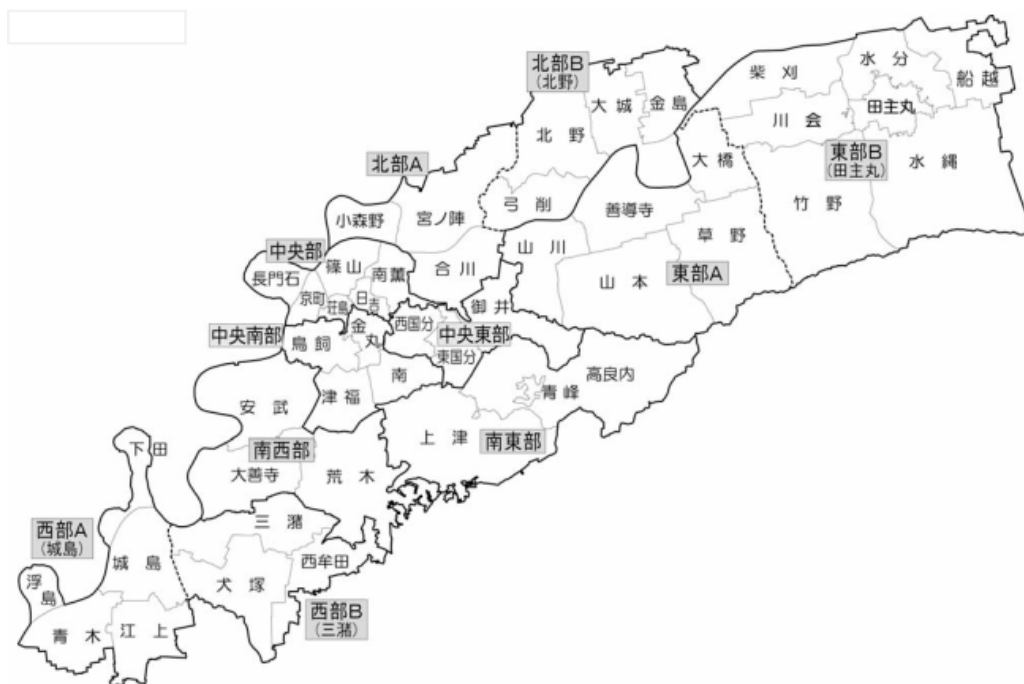 北部B
(北野)
柴刈
水分
船越
大城
金島
田主丸
川会
北野
北部A
大橋
東部B
(田主丸)
水縄
弓削
善導寺
竹野
小森野
宮ノ陣
草野
中央部
山川
篠山
南薫
合川
東部A
長門石
山本
京町
荘島
日吉
御井
中央南部
西国分
中央東部
鳥飼
金丸
東国分
南
高良内
青峰
津福
安武
上津
南東部
下田
南西部
大善寺
荒木
三潴
西部A
(城島)
城島
西牟田
浮島
犬塚
西部B
(三潴)
青木
江上